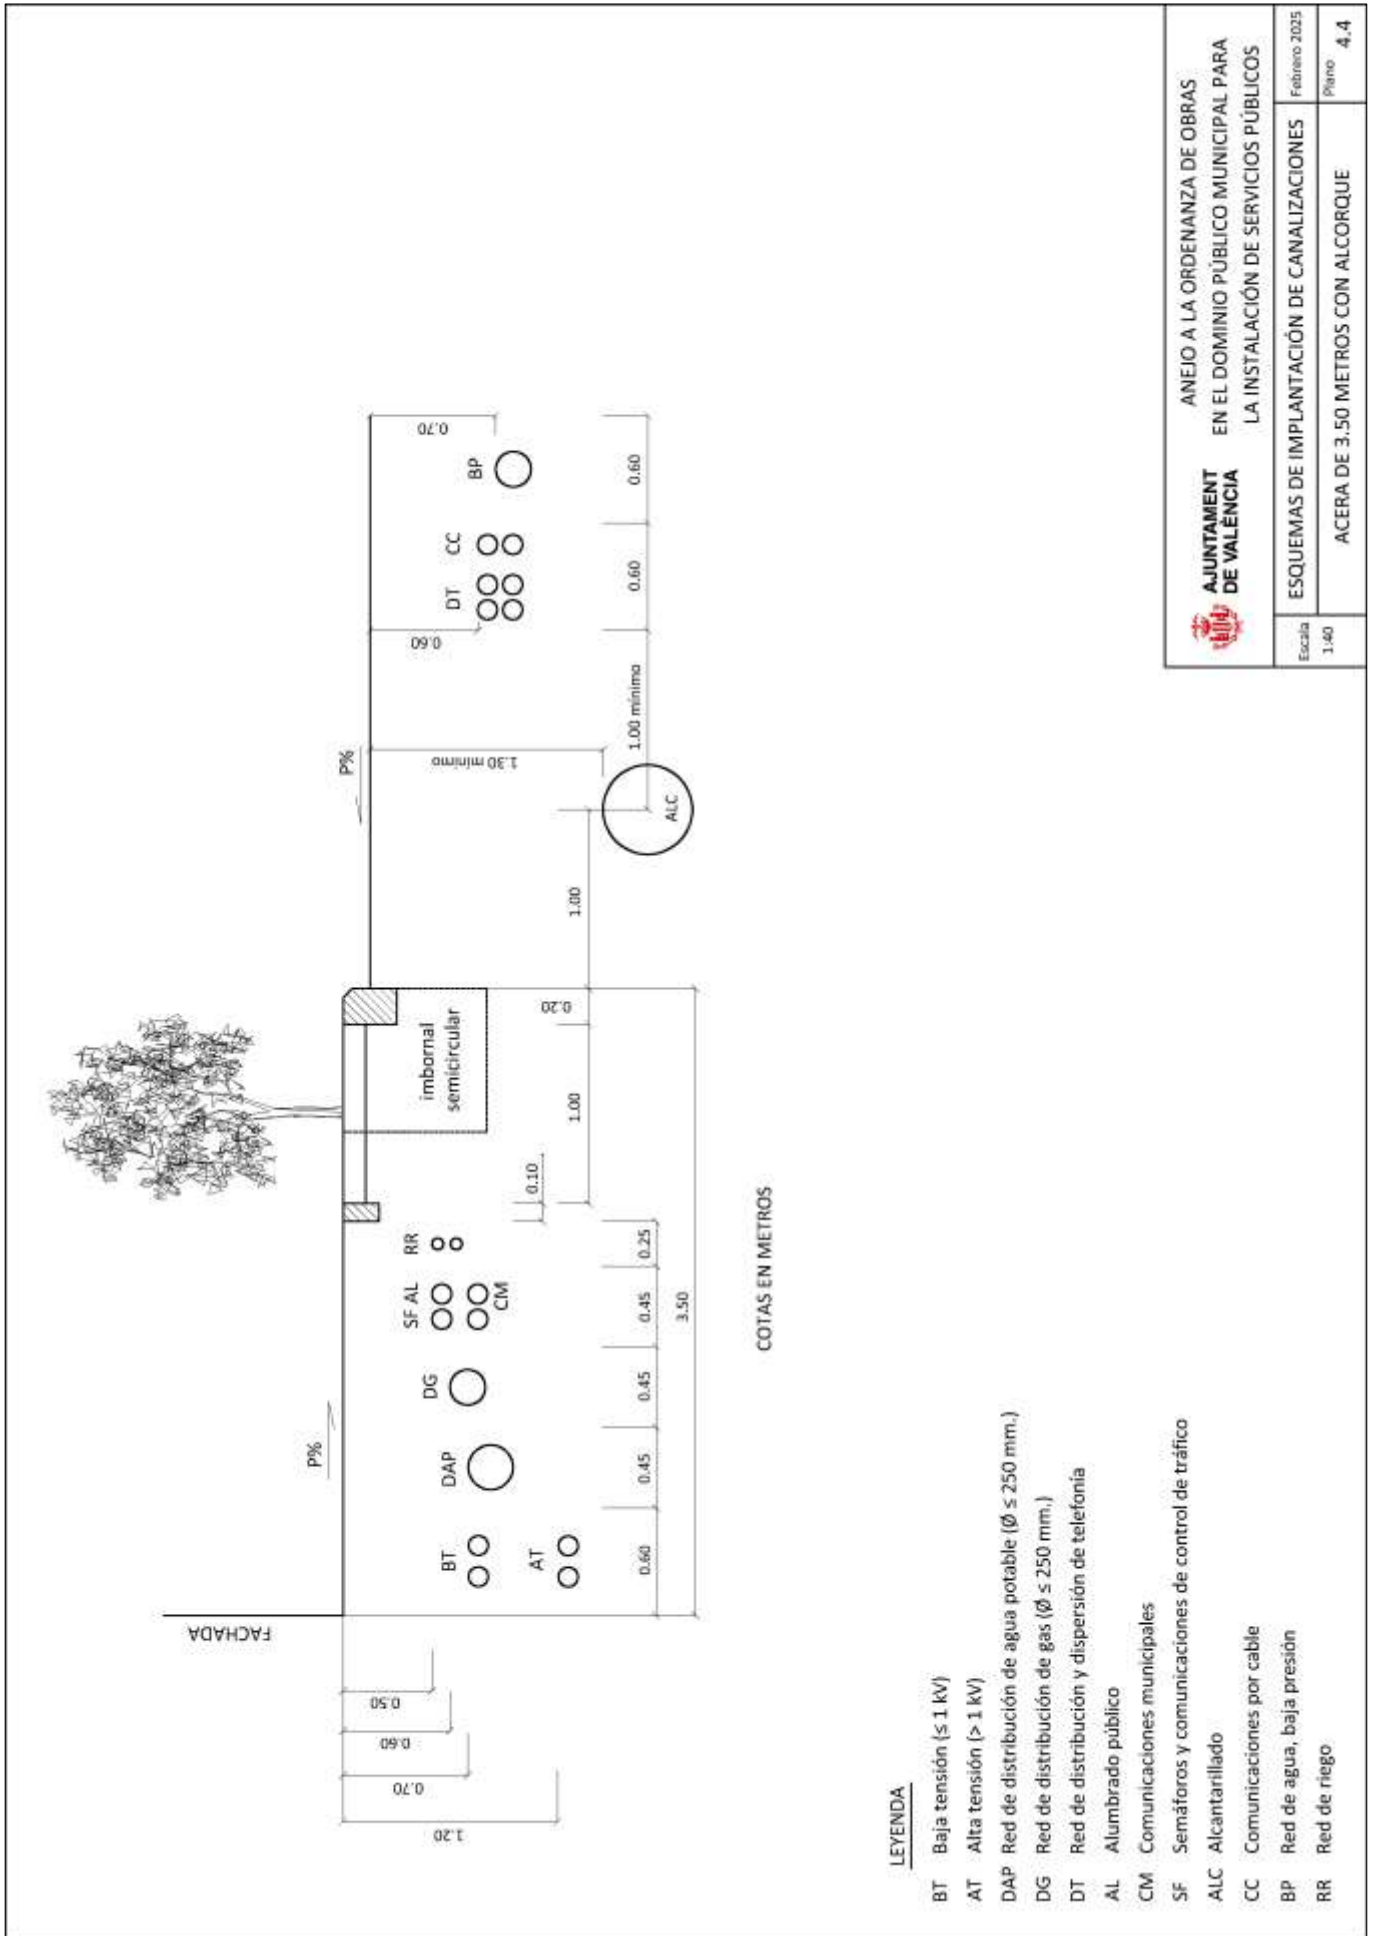 FACHADA
P%
P%
0.50
0.60
0.70
1.20
BT
AT
DAP
DG
SF AL
CM
RR
imbornal
semicircular
0.10
1.00
0.20
1.00
0.60
0.45
0.45
0.45
0.25
3.50
ALC
1.30 mínimo
1.00 mínimo
0.60
DT
CC
BP
0.70
0.60
0.60
COTAS EN METROS
LEYENDA
BT Baja tensión (≤ 1 kV)
AT Alta tensión (> 1 kV)
DAP Red de distribución de agua potable (Ø ≤ 250 mm.)
DG Red de distribución de gas (Ø ≤ 250 mm.)
DT Red de distribución y dispersión de telefonía
AL Alumbrado público
CM Comunicaciones municipales
SF Semáforos y comunicaciones de control de tráfico
ALC Alcantarillado
CC Comunicaciones por cable
BP Red de agua, baja presión
RR Red de riego
AJUNTAMENT
DE VALÈNCIA
ANEJO A LA ORDENANZA DE OBRAS
EN EL DOMINIO PÚBLICO MUNICIPAL PARA
LA INSTALACIÓN DE SERVICIOS PÚBLICOS
Escala
1:40
ESQUEMAS DE IMPLANTACIÓN DE CANALIZACIONES
Febrero 2025
ACERA DE 3.50 METROS CON ALCORQUE
Plano
4.4